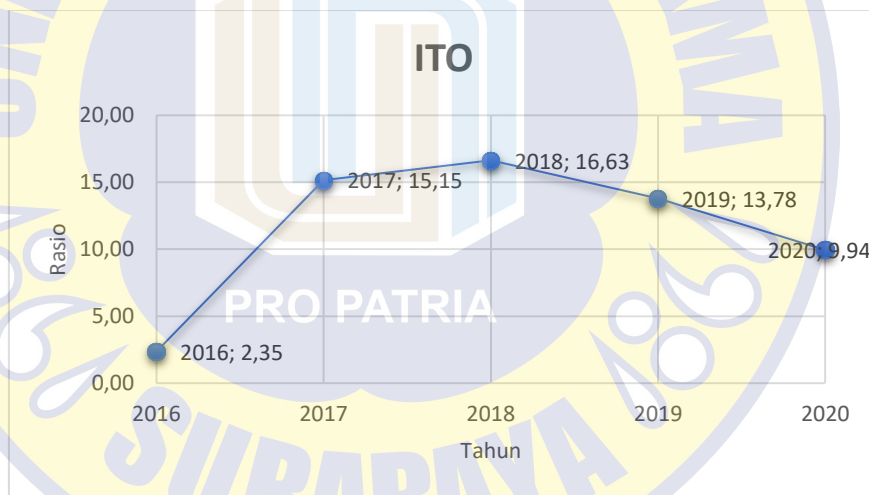 ITO
20,00
15,00
10,00
5,00
0,00
Rasio
2016; 2,35
2017; 15,15
2018; 16,63
2019; 13,78
2020; 9,94
2016 2017 2018 2019 2020
Tahun
PRO PATRIA
SURABAYA